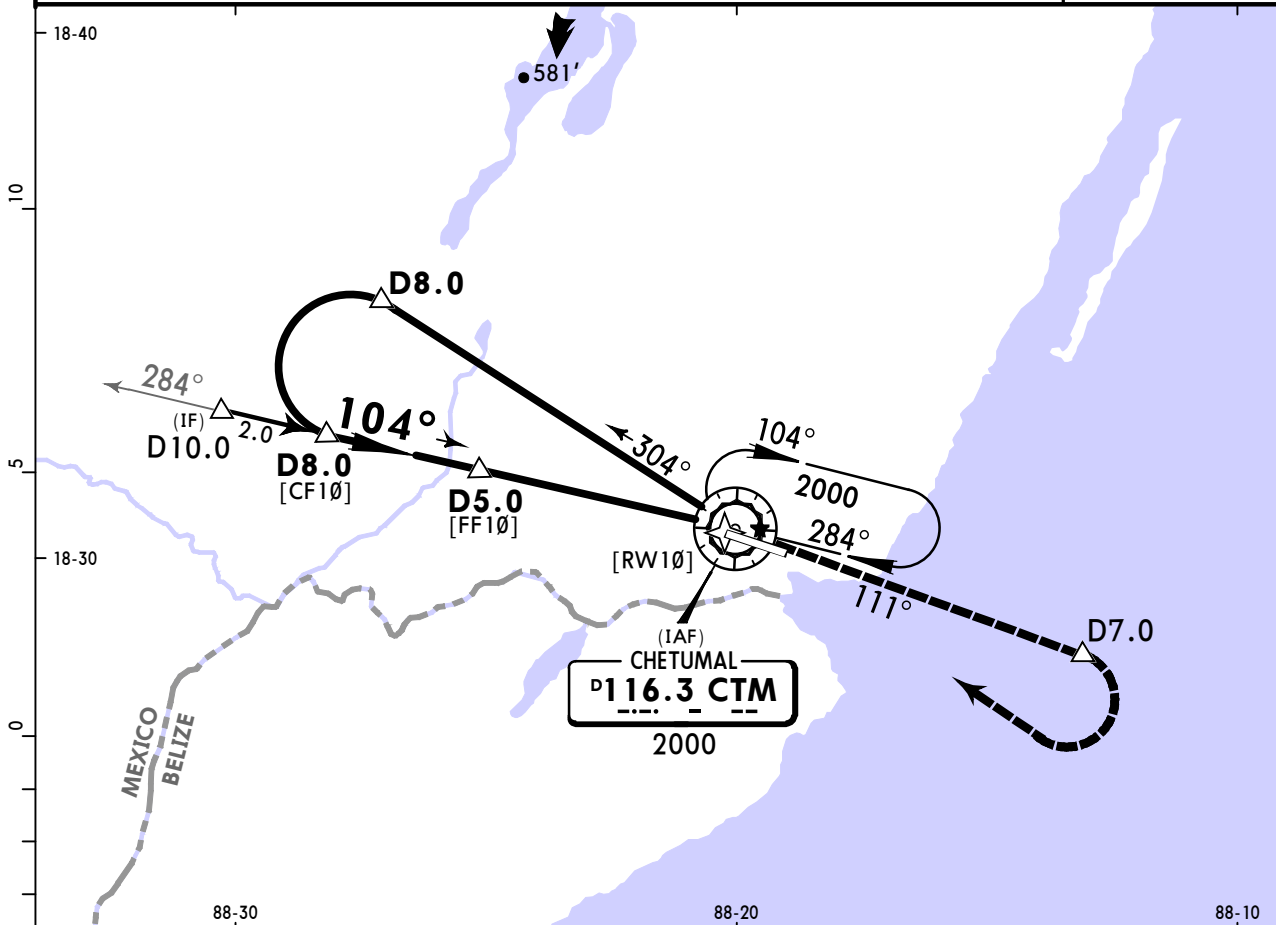 18-40
581'
10
D8.0
284°
(IF)
D10.0
2.0
104°
D8.0
[CF1Ø]
D5.0
[FF1Ø]
304°
104°
2000
284°
5
[RW1Ø]
18-30
111°
D7.0
(IAF)
CHETUMAL
D116.3 CTM
2000
0
MEXICO
BELIZE
88-30
88-20
88-10